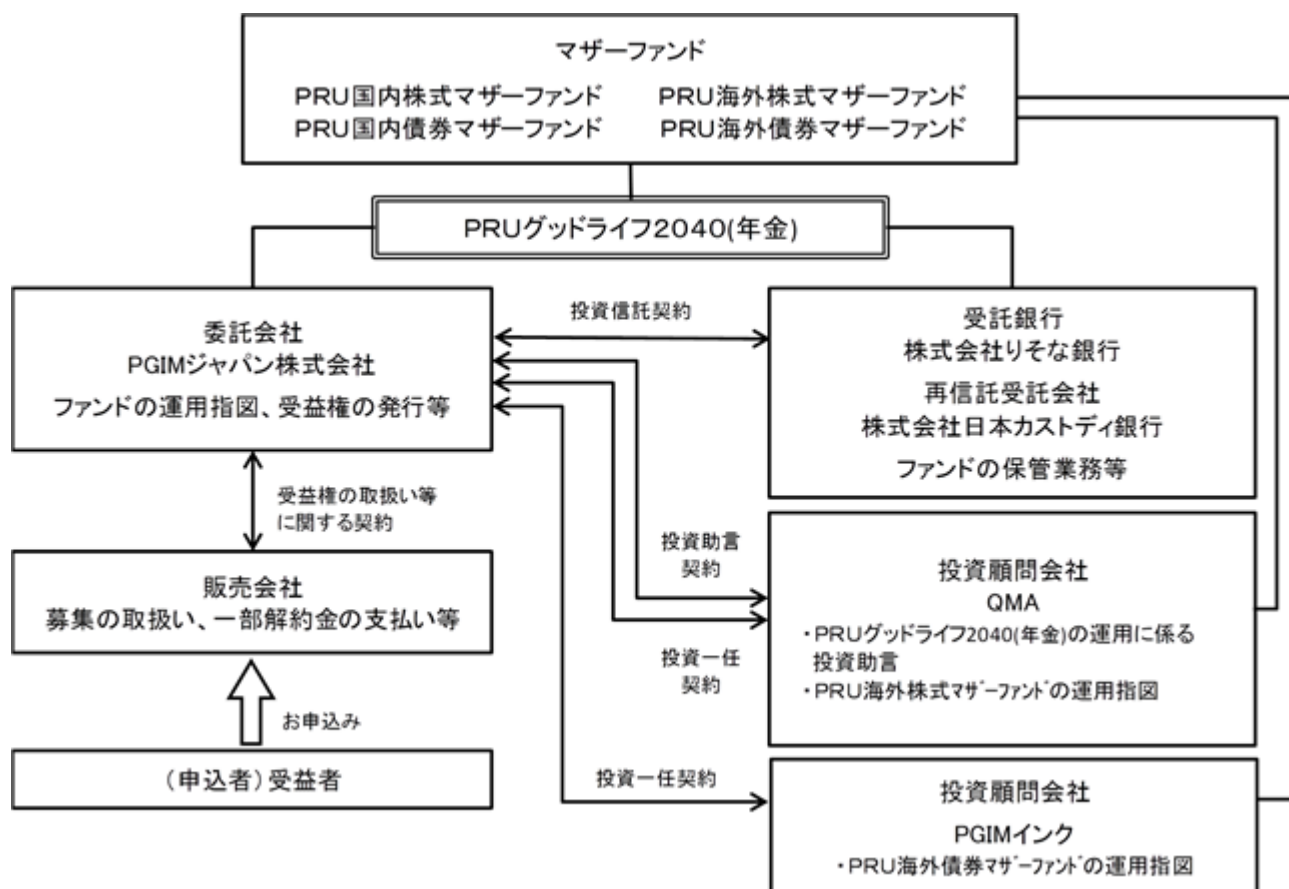 マザーファンド
PRU国内株式マザーファンド PRU海外株式マザーファンド
PRU国内債券マザーファンド PRU海外債券マザーファンド
PRUグッドライフ2040(年金)
委託会社
PGIMジャパン株式会社
ファンドの運用指図、受益権の発行等
投資信託契約
受託銀行
株式会社りそな銀行
再信託受託会社
株式会社日本カストディ銀行
ファンドの保管業務等
受益権の取扱い等
に関する契約
販売会社
募集の取扱い、一部解約金の支払い等
お申込み
(申込者)受益者
投資助言
契約
投資一任
契約
投資顧問会社
QMA
・PRUグッドライフ2040(年金)の運用に係る
投資助言
・PRU海外株式マザーファンドの運用指図
投資一任契約
投資顧問会社
PGIMインク
・PRU海外債券マザーファンドの運用指図